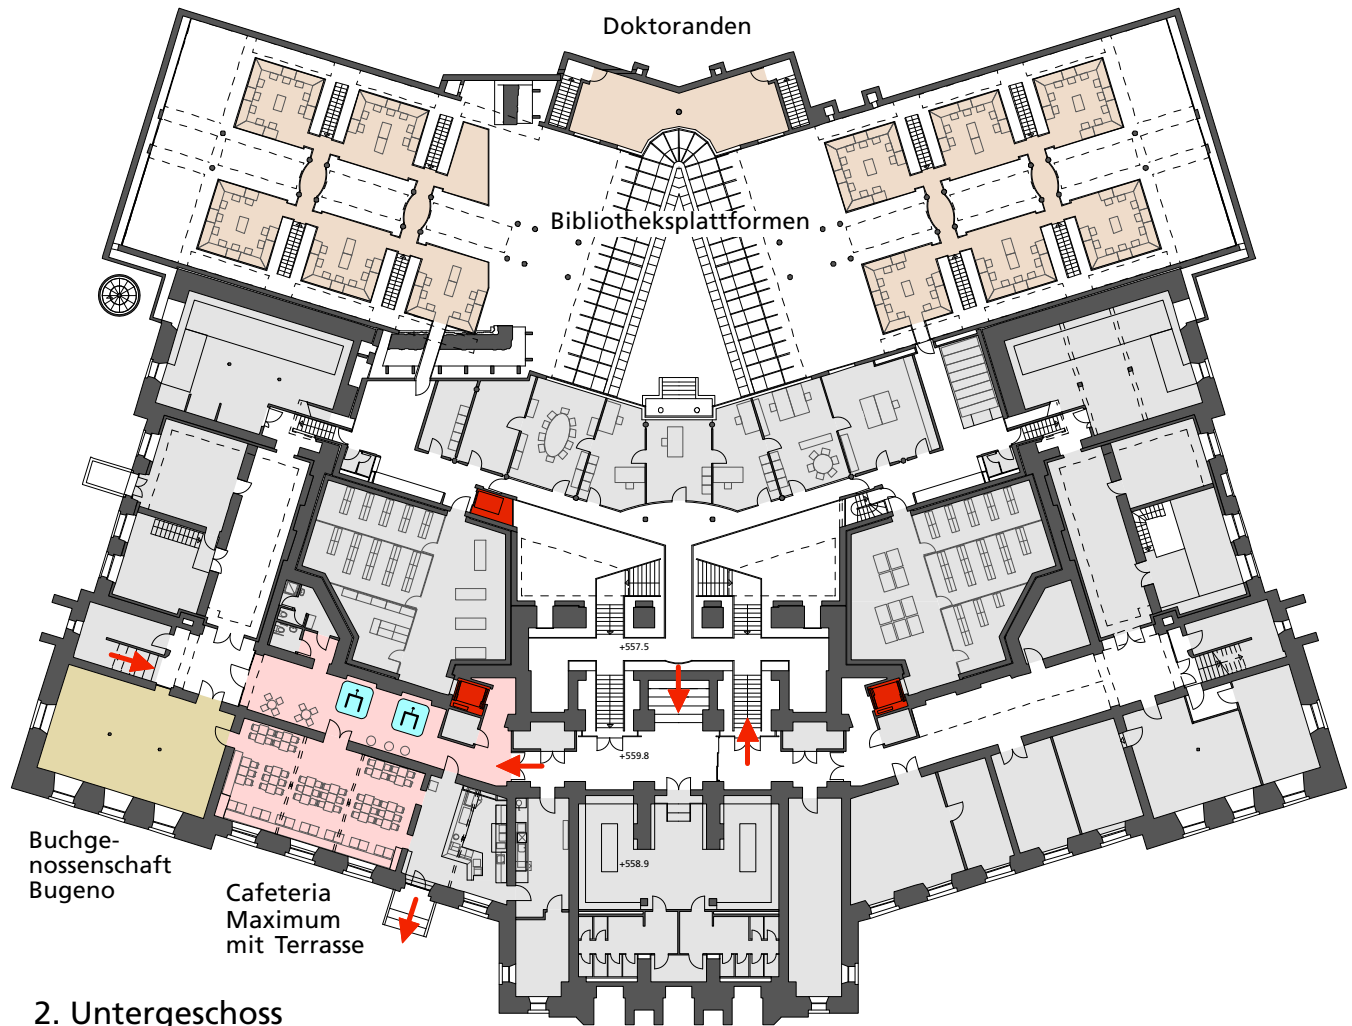 Doktoranden
Bibliotheksplattformen
+557.5
+559.8
+558.9
Buchge-
nossenschaft
Bugeno
Cafeteria
Maximum
mit Terrasse
2. Untergeschoss